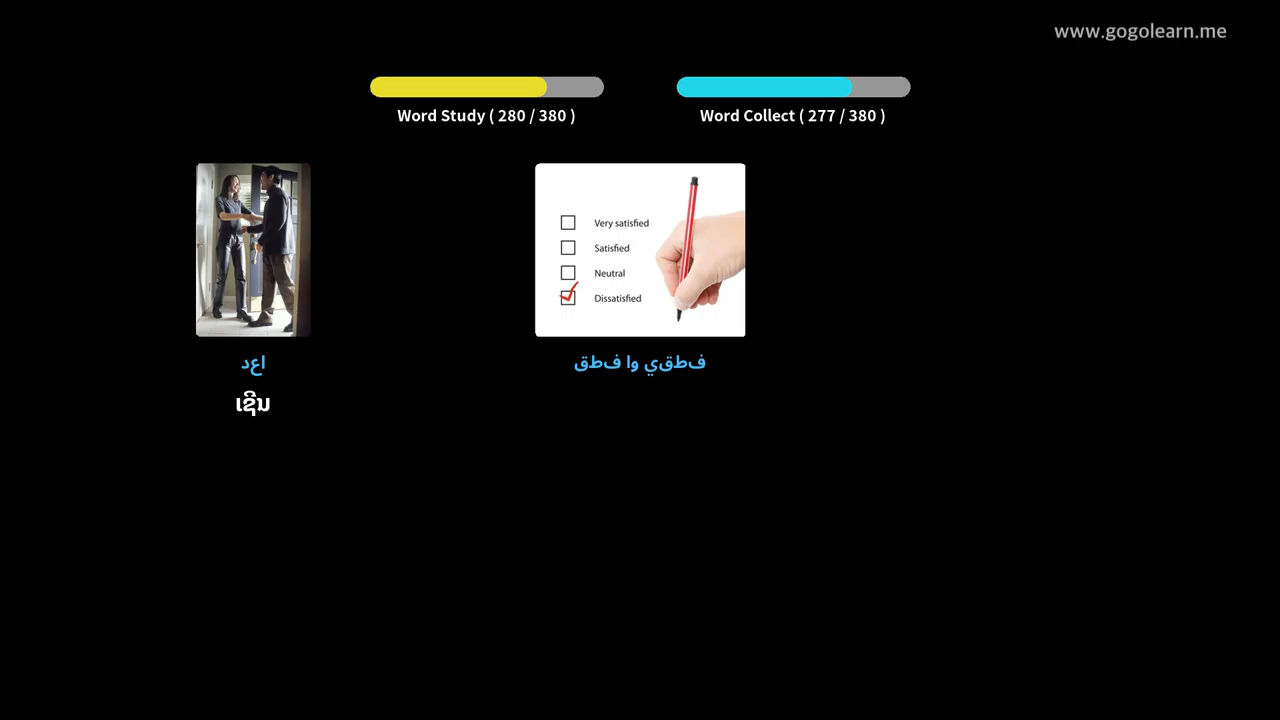 www.gogolearn.me
Word Study ( 280 / 380 )
Word Collect ( 277 / 380 )
Very satisfied
Satisfied
Neutral
Dissatisfied
اعد
فطقي وا فطق
ເຊີນ